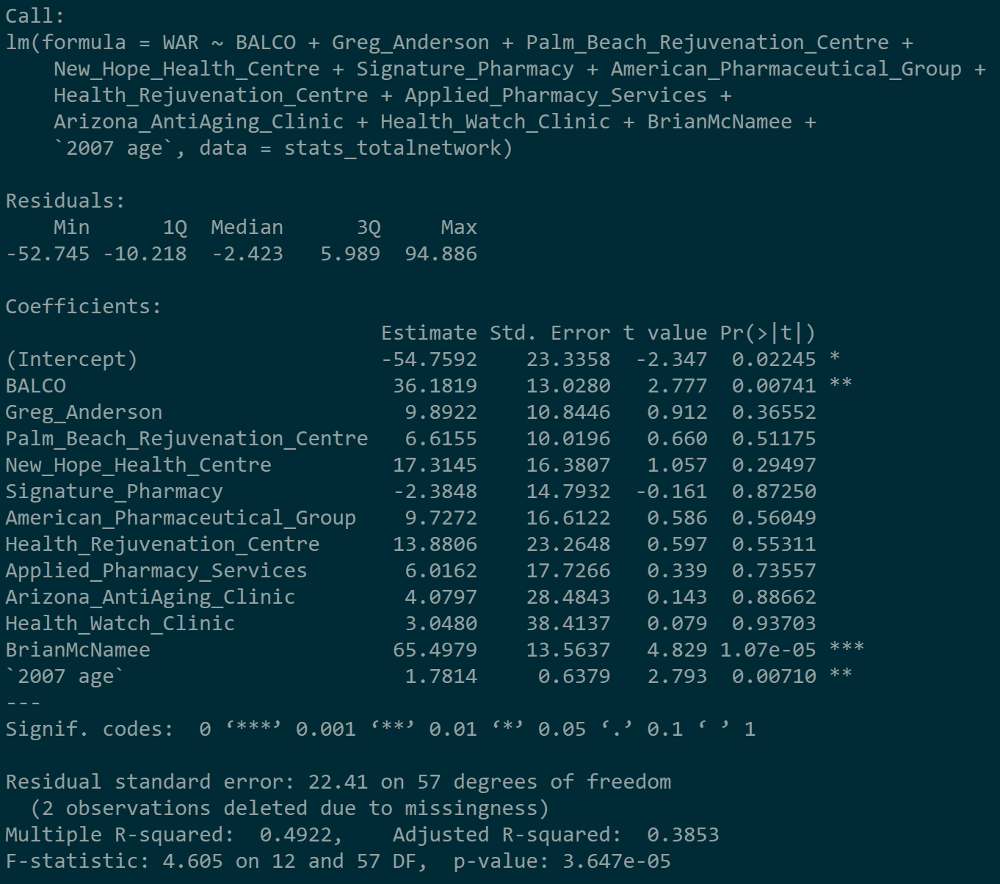 Call:
lm(formula = WAR ~ BALCO + Greg_Anderson + Palm_Beach_Rejuvenation_Centre +
    New_Hope_Health_Centre + Signature_Pharmacy + American_Pharmaceutical_Group +
    Health_Rejuvenation_Centre + Applied_Pharmacy_Services +
    Arizona_AntiAging_Clinic + Health_Watch_Clinic + BrianMcNamee +
    `2007 age`, data = stats_totalnetwork)

Residuals:
    Min      1Q  Median      3Q     Max
-52.745 -10.218  -2.423   5.989  94.886

Coefficients:
                               Estimate Std. Error t value Pr(>|t|)
(Intercept)                    -54.7592    23.3358  -2.347  0.02245 *
BALCO                           36.1819    13.0280   2.777  0.00741 **
Greg_Anderson                    9.8922    10.8446   0.912  0.36552
Palm_Beach_Rejuvenation_Centre   6.6155    10.0196   0.660  0.51175
New_Hope_Health_Centre          17.3145    16.3807   1.057  0.29497
Signature_Pharmacy              -2.3848    14.7932  -0.161  0.87250
American_Pharmaceutical_Group    9.7272    16.6122   0.586  0.56049
Health_Rejuvenation_Centre      13.8806    23.2648   0.597  0.55311
Applied_Pharmacy_Services        6.0162    17.7266   0.339  0.73557
Arizona_AntiAging_Clinic         4.0797    28.4843   0.143  0.88662
Health_Watch_Clinic              3.0480    38.4137   0.079  0.93703
BrianMcNamee                    65.4979    13.5637   4.829 1.07e-05 ***
`2007 age`                       1.7814     0.6379   2.793  0.00710 **
---
Signif. codes:  0 ‘***’ 0.001 ‘**’ 0.01 ‘*’ 0.05 ‘.’ 0.1 ‘ ’ 1

Residual standard error: 22.41 on 57 degrees of freedom
  (2 observations deleted due to missingness)
Multiple R-squared:  0.4922,    Adjusted R-squared:  0.3853
F-statistic: 4.605 on 12 and 57 DF,  p-value: 3.647e-05